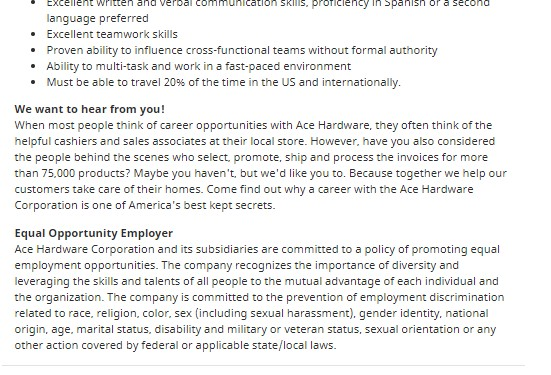 Excellent written and verbal communication skills, proficiency in Spanish or a second
language preferred
• Excellent teamwork skills
• Proven ability to influence cross-functional teams without formal authority
• Ability to multi-task and work in a fast-paced environment
• Must be able to travel 20% of the time in the US and internationally.
We want to hear from you!
When most people think of career opportunities with Ace Hardware, they often think of the
helpful cashiers and sales associates at their local store. However, have you also considered
the people behind the scenes who select, promote, ship and process the invoices for more
than 75,000 products? Maybe you haven't, but we'd like you to. Because together we help our
customers take care of their homes. Come find out why a career with the Ace Hardware
Corporation is one of America's best kept secrets.
Equal Opportunity Employer
Ace Hardware Corporation and its subsidiaries are committed to a policy of promoting equal
employment opportunities. The company recognizes the importance of diversity and
leveraging the skills and talents of all people to the mutual advantage of each individual and
the organization. The company is committed to the prevention of employment discrimination
related to race, religion, color, sex (including sexual harassment), gender identity, national
origin, age, marital status, disability and military or veteran status, sexual orientation or any
other action covered by federal or applicable state/local laws.